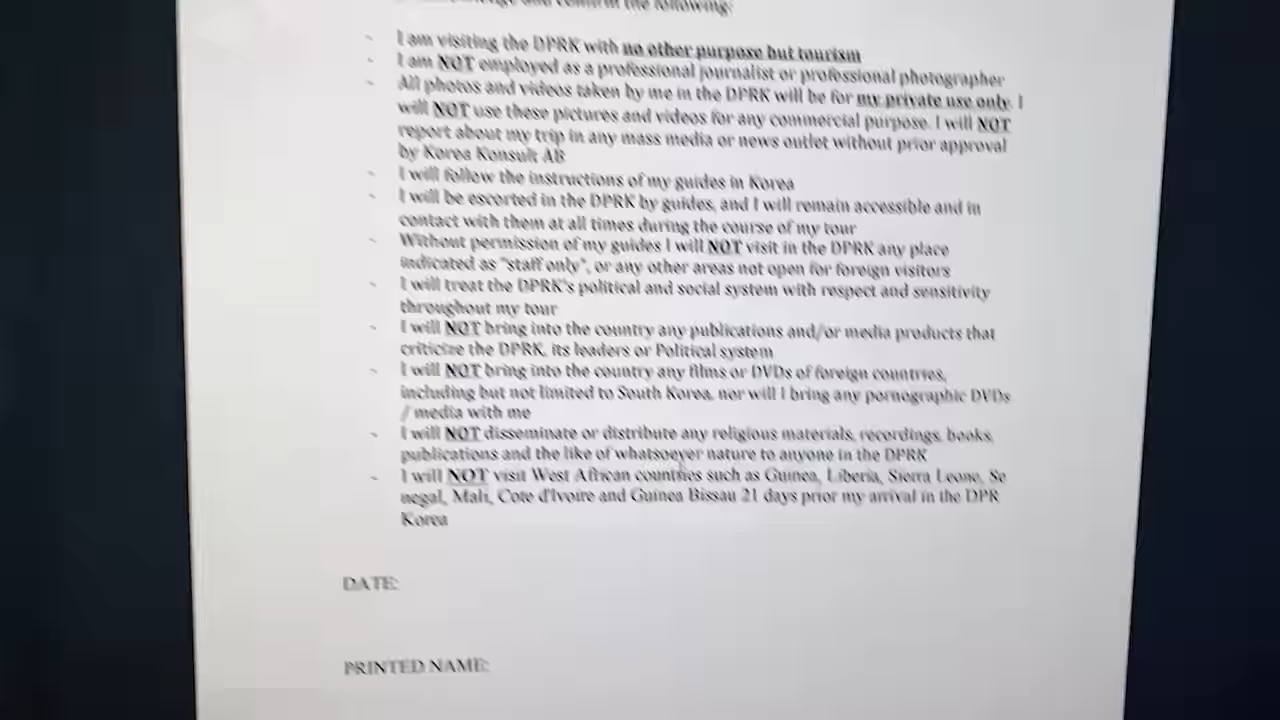 and confirm the following:
- I am visiting the DPRK with no other purpose but tourism
- I am NOT employed as a professional journalist or professional photographer
- All photos and videos taken by me in the DPRK will be for my private use only. I
will NOT use these pictures and videos for any commercial purpose. I will NOT
report about my trip in any mass media or news outlet without prior approval
by Korea Konsult AB
- I will follow the instructions of my guides in Korea
- I will be escorted in the DPRK by guides, and I will remain accessible and in
contact with them at all times during the course of my tour
- Without permission of my guides I will NOT visit in the DPRK any place
indicated as "staff only", or any other areas not open for foreign visitors
- I will treat the DPRK's political and social system with respect and sensitivity
throughout my tour
- I will NOT bring into the country any publications and/or media products that
criticize the DPRK, its leaders or Political system
- I will NOT bring into the country any films or DVDs of foreign countries,
including but not limited to South Korea, nor will I bring any pornographic DVDs
/ media with me
- I will NOT disseminate or distribute any religious materials, recordings, books,
publications and the like of whatsoever nature to anyone in the DPRK
- I will NOT visit West African countries such as Guinea, Liberia, Sierra Leone, Se
negal, Mali, Cote d'Ivoire and Guinea Bissau 21 days prior my arrival in the DPR
Korea
DATE:
PRINTED NAME: